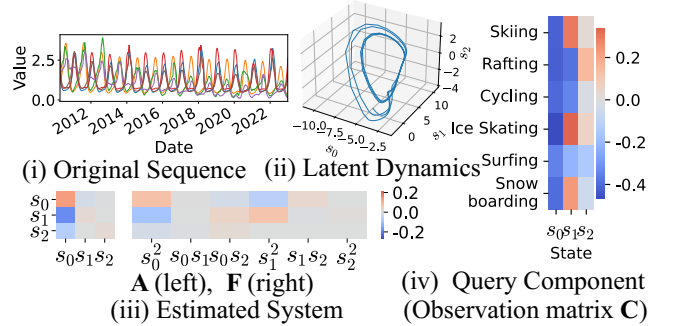 Value
2.5
0.0
2012
2014
2016
2018
2020
2022
Date
(i) Original Sequence
2
0
−2
−4
s₂
10
5
0
s₁
−10.0
−7.5
−5.0
−2.5
s₀
(ii) Latent Dynamics
Skiing
Rafting
Cycling
Ice Skating
Surfing
Snow
boarding
s₀ s₁ s₂
State
0.2
0.0
-0.2
-0.4
(iv) Query Component
(Observation matrix C)
s₀
s₁
s₂
s₀ s₁ s₂
s₀² s₀s₁ s₀s₂ s₁² s₁s₂ s₂²
0.2
0.0
-0.2
A (left), F (right)
(iii) Estimated System